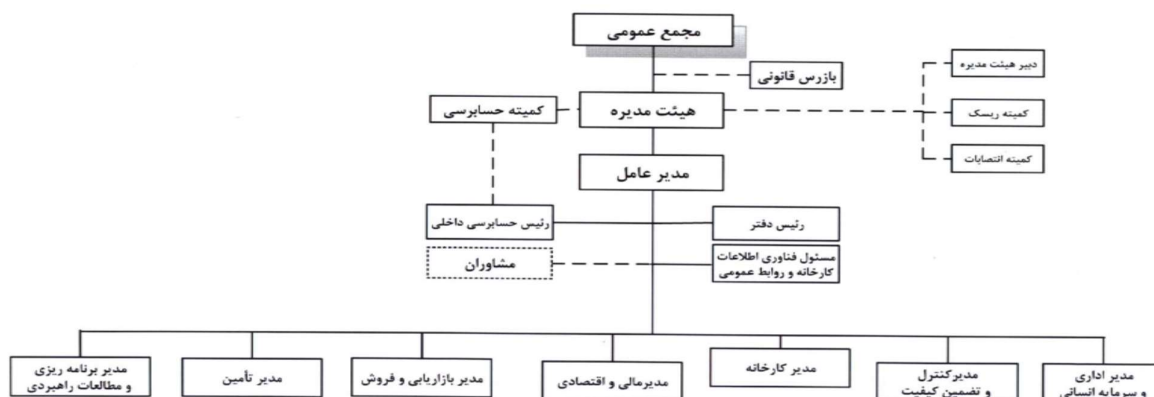 مجمع عمومی
بازرس قانونی
دبیر هیئت مدیره
کمیته حسابرسی
هیئت مدیره
کمیته ریسک
کمیته انتصابات
مدیر عامل
رئیس حسابرسی داخلی
رئیس دفتر
مشاوران
مسئول فناوری اطلاعات
کارخانه و روابط عمومی
مدیر اداری
و سرمایه انسانی
مدیرکنترل
و تضمین کیفیت
مدیر کارخانه
مدیرمالی و اقتصادی
مدیر بازاریابی و فروش
مدیر تأمین
مدیر برنامه ریزی
و مطالعات راهبردی